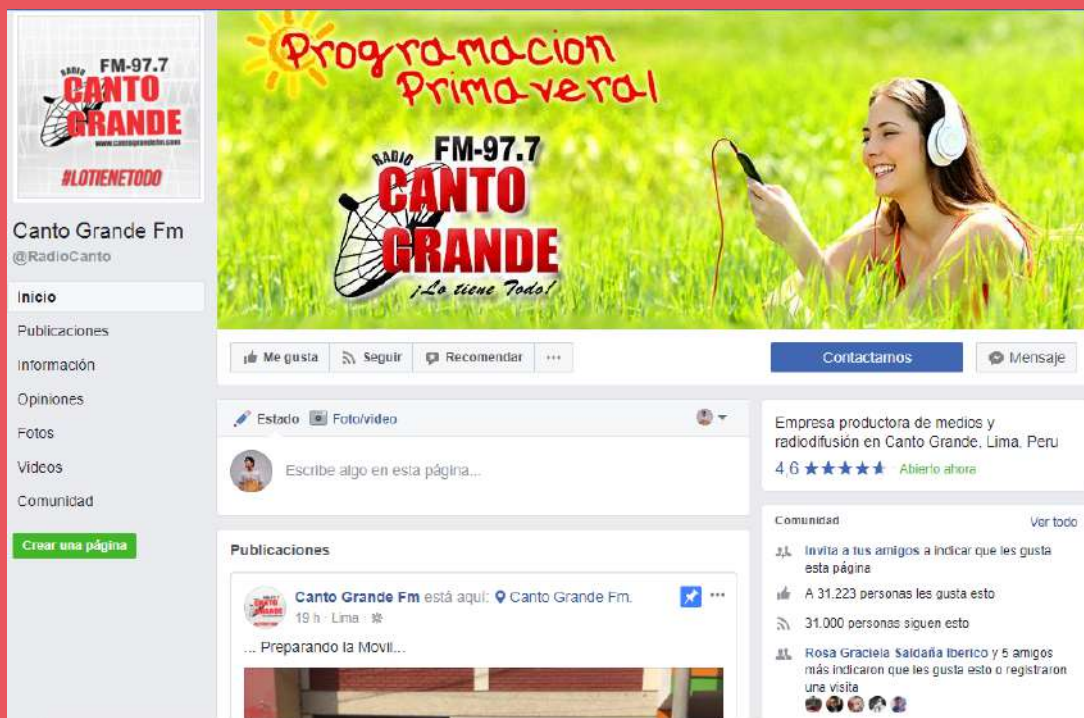 RADIO FM-97.7
CANTO
GRANDE
www.cantograndefm.com
#LOTIENETODO
Canto Grande Fm
@RadioCanto
Inicio
Publicaciones
Información
Opiniones
Fotos
Videos
Comunidad
Crear una página
Programacion
Primaveral
RADIO FM-97.7
CANTO
GRANDE
¡Lo tiene Todo!
Me gusta Seguir Recomendar ...
Contactarnos Mensaje
Estado Foto/video
Escribe algo en esta página...
Publicaciones
Canto Grande Fm está aquí: Canto Grande Fm.
19 h · Lima ·
... Preparando la Movil...
Empresa productora de medios y
radiodifusión en Canto Grande, Lima, Peru
4,6 ★★★★★ Abierto ahora
Comunidad Ver todo
Invita a tus amigos a indicar que les gusta
esta página
A 31.223 personas les gusta esto
31.000 personas siguen esto
Rosa Graciela Saldaña Iberico y 5 amigos
más indicaron que les gusta esto o registraron
una visita